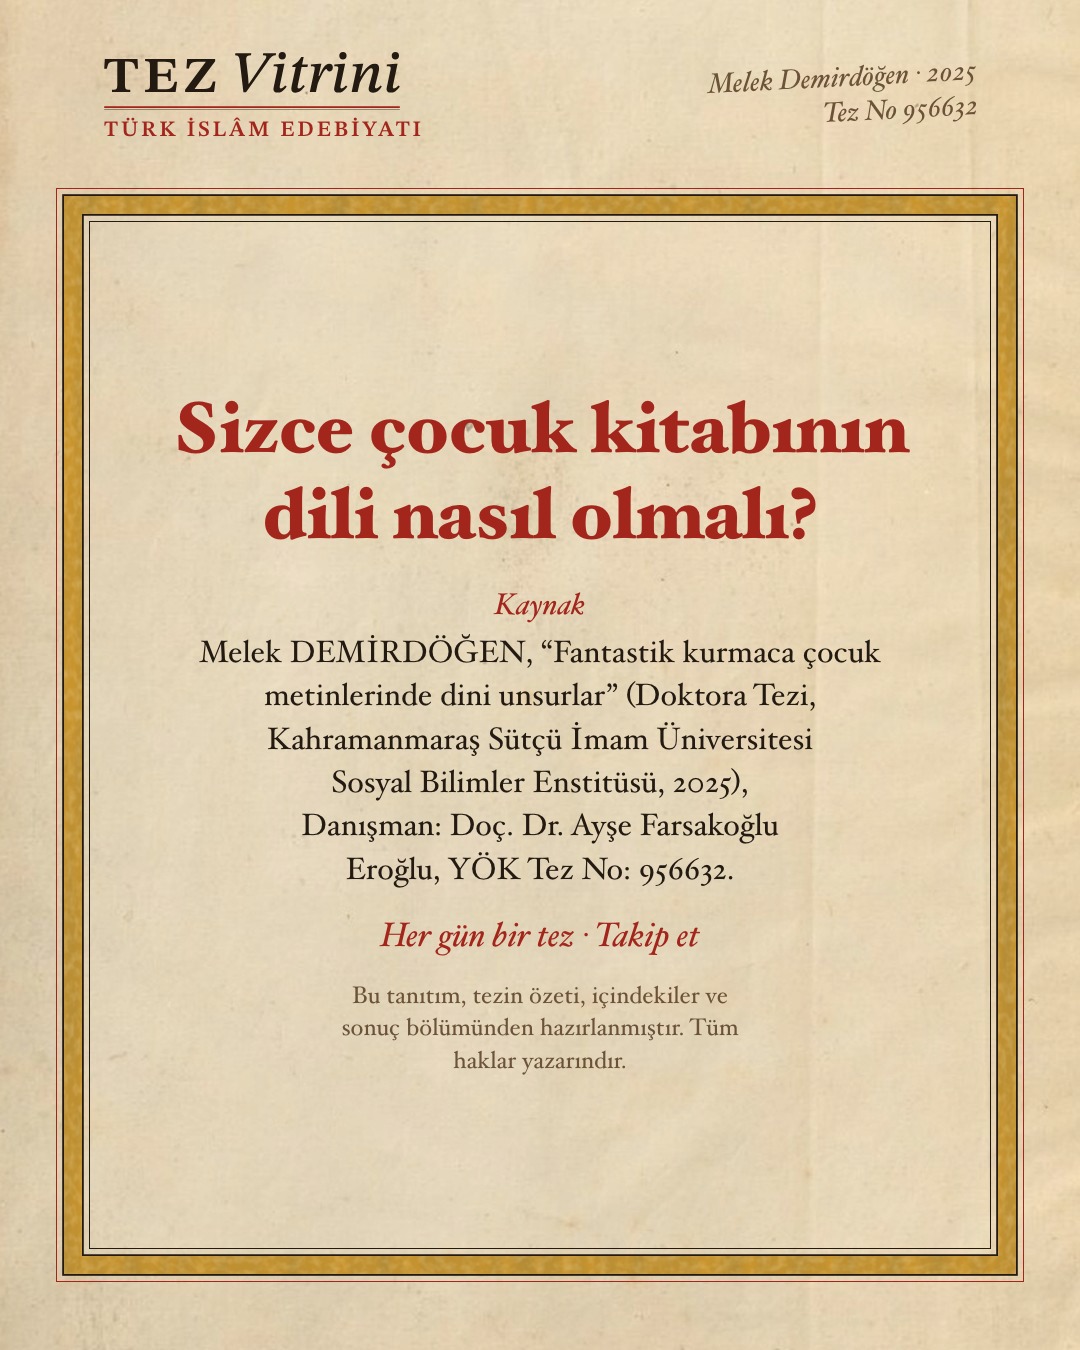 TEZ Vitrini
TÜRK İSLÂM EDEBİYATI
Melek Demirdöğen · 2025
Tez No 956632
Sizce çocuk kitabının
dili nasıl olmalı?
Kaynak
Melek DEMİRDÖĞEN, “Fantastik kurmaca çocuk
metinlerinde dini unsurlar” (Doktora Tezi,
Kahramanmaraş Sütçü İmam Üniversitesi
Sosyal Bilimler Enstitüsü, 2025),
Danışman: Doç. Dr. Ayşe Farsakoğlu
Eroğlu, YÖK Tez No: 956632.
Her gün bir tez · Takip et
Bu tanıtım, tezin özeti, içindekiler ve
sonuç bölümünden hazırlanmıştır. Tüm
haklar yazarındır.